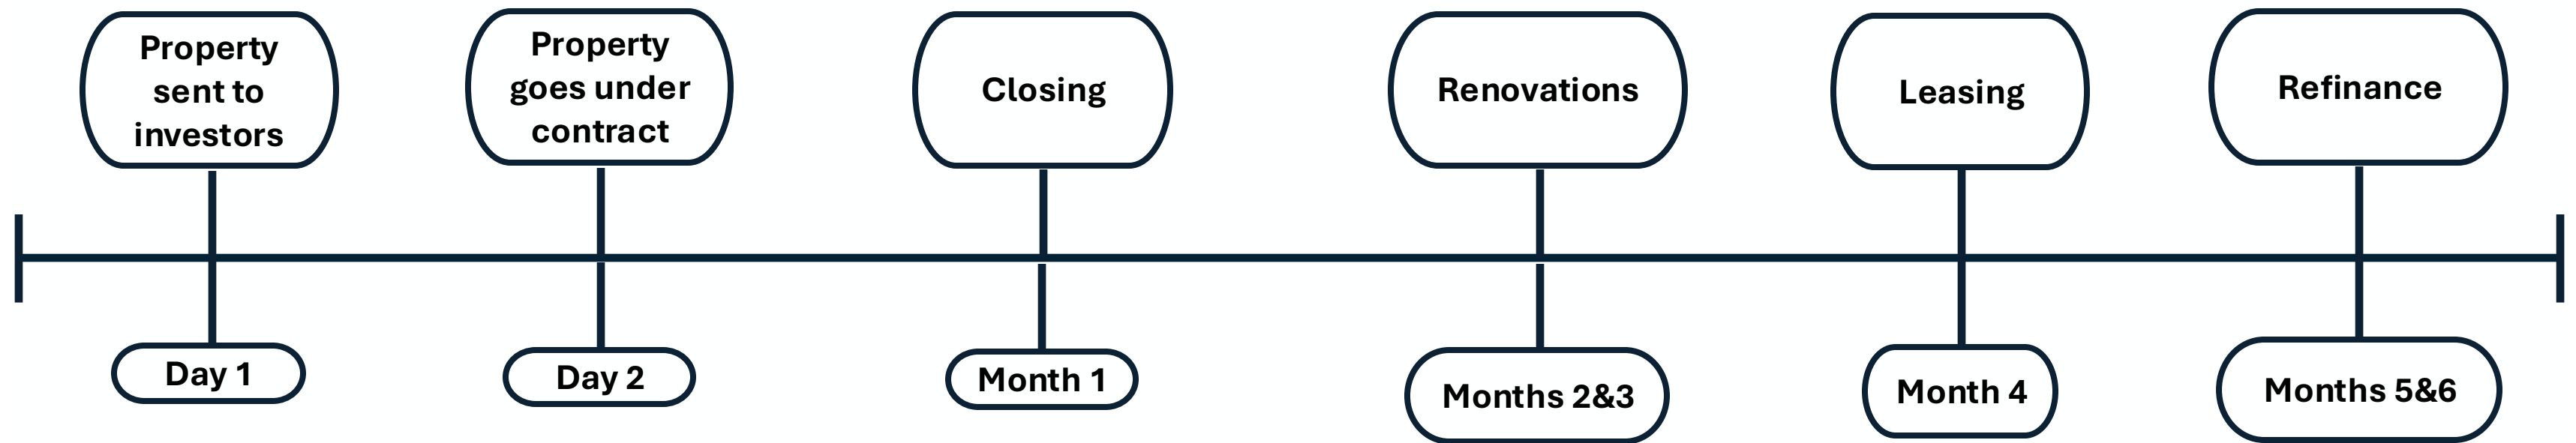 Property
sent to
investors
Property
goes under
contract
Closing
Renovations
Leasing
Refinance
Day 1
Day 2
Month 1
Months 2&3
Month 4
Months 5&6